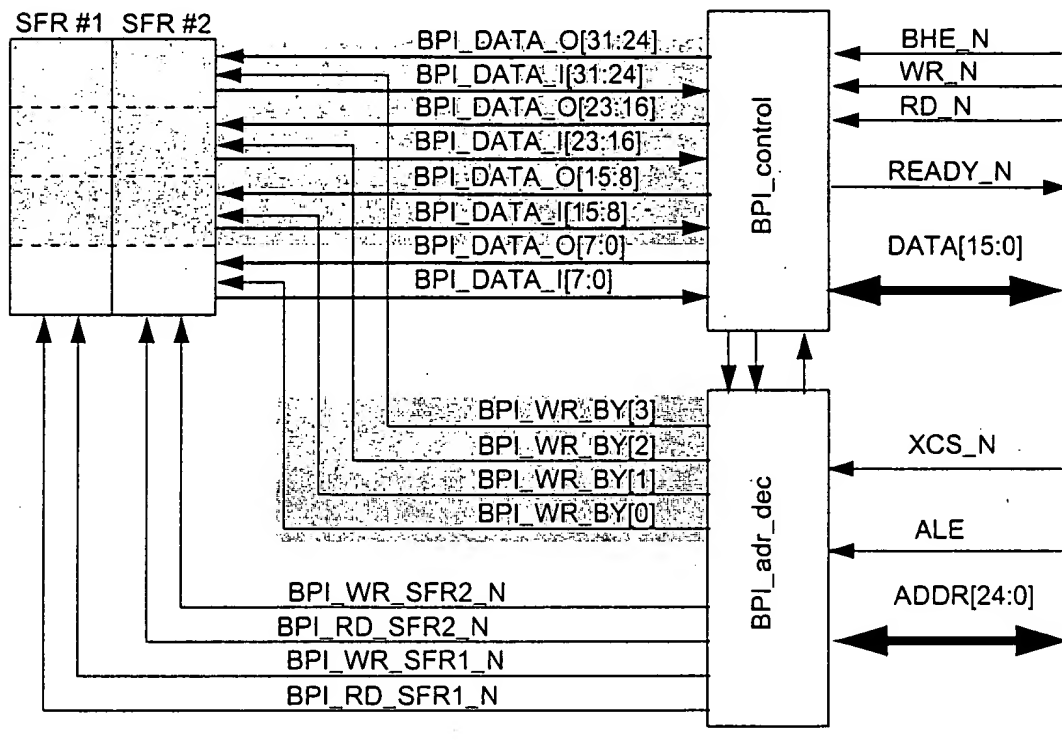 SFR #1 SFR #2
BPI_DATA_O[31:24]
BPI_DATA_I[31:24]
BPI_DATA_O[23:16]
BPI_DATA_I[23:16]
BPI_DATA_O[15:8]
BPI_DATA_I[15:8]
BPI_DATA_O[7:0]
BPI_DATA_I[7:0]
BPI_control
BHE_N
WR_N
RD_N
READY_N
DATA[15:0]
BPI_WR_BY[3]
BPI_WR_BY[2]
BPI_WR_BY[1]
BPI_WR_BY[0]
BPI_WR_SFR2_N
BPI_RD_SFR2_N
BPI_WR_SFR1_N
BPI_RD_SFR1_N
BPI_adr_dec
XCS_N
ALE
ADDR[24:0]